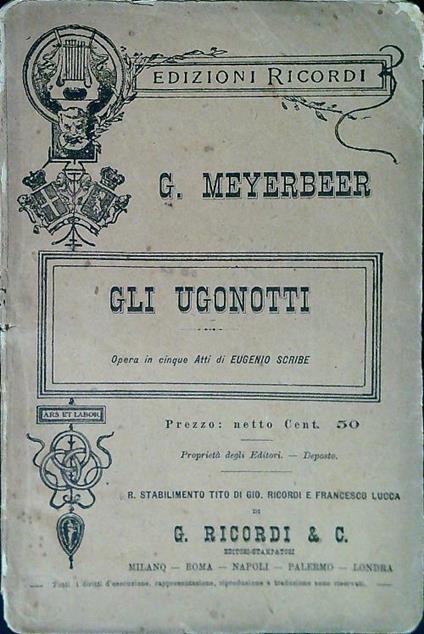 EDIZIONI RICORDI
G. MEYERBEER
GLI UGONOTTI
Opera in cinque Atti di EUGENIO SCRIBE
ARS ET LABOR
Prezzo: netto Cent. 50
Proprietà degli Editori. — Deposto.
R. STABILIMENTO TITO DI GIO. RICORDI E FRANCESCO LUCCA
DI
G. RICORDI & C.
EDITORI-STAMPATORI
MILANO — ROMA — NAPOLI — PALERMO — LONDRA
Tutti i diritti d'esecuzione, rappresentazione, riproduzione e traduzione sono riservati.